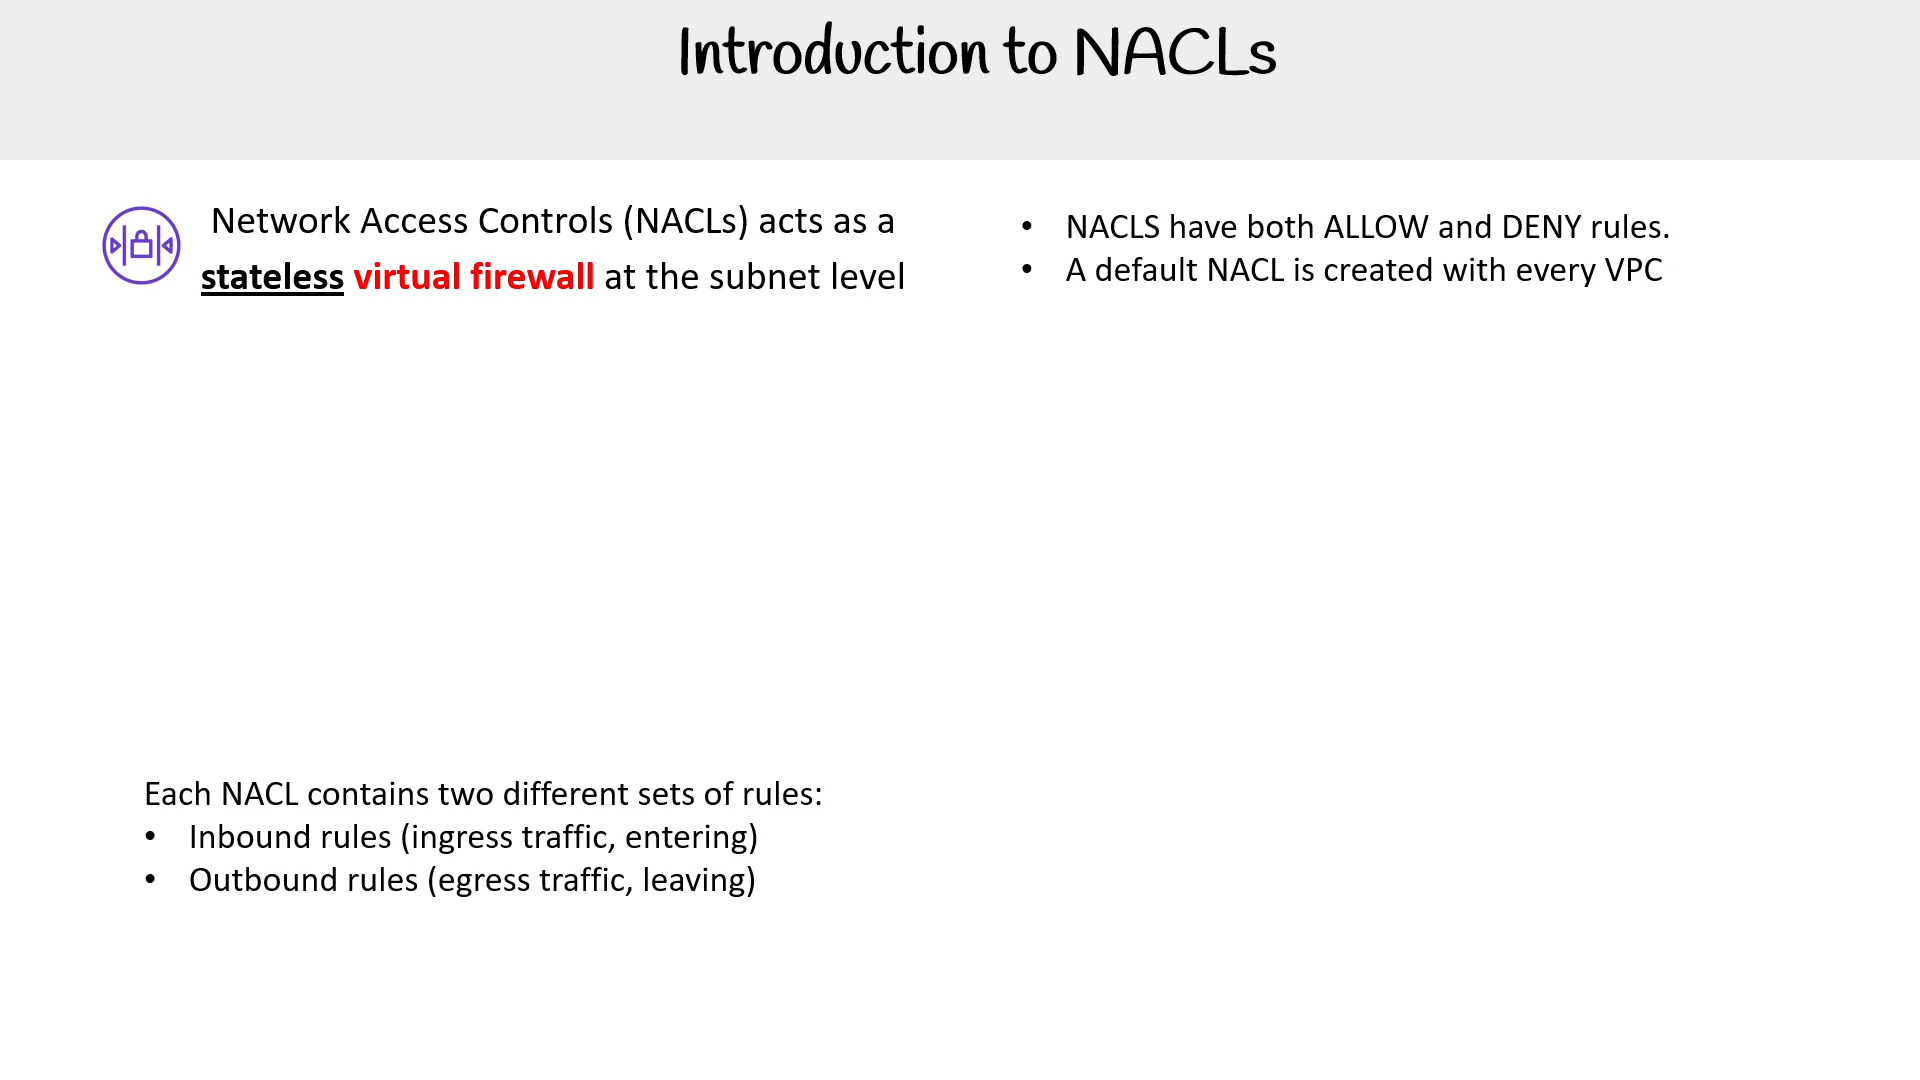 Introduction to NACLs
Network Access Controls (NACLs) acts as a
stateless virtual firewall at the subnet level
• NACLS have both ALLOW and DENY rules.
• A default NACL is created with every VPC
Each NACL contains two different sets of rules:
• Inbound rules (ingress traffic, entering)
• Outbound rules (egress traffic, leaving)